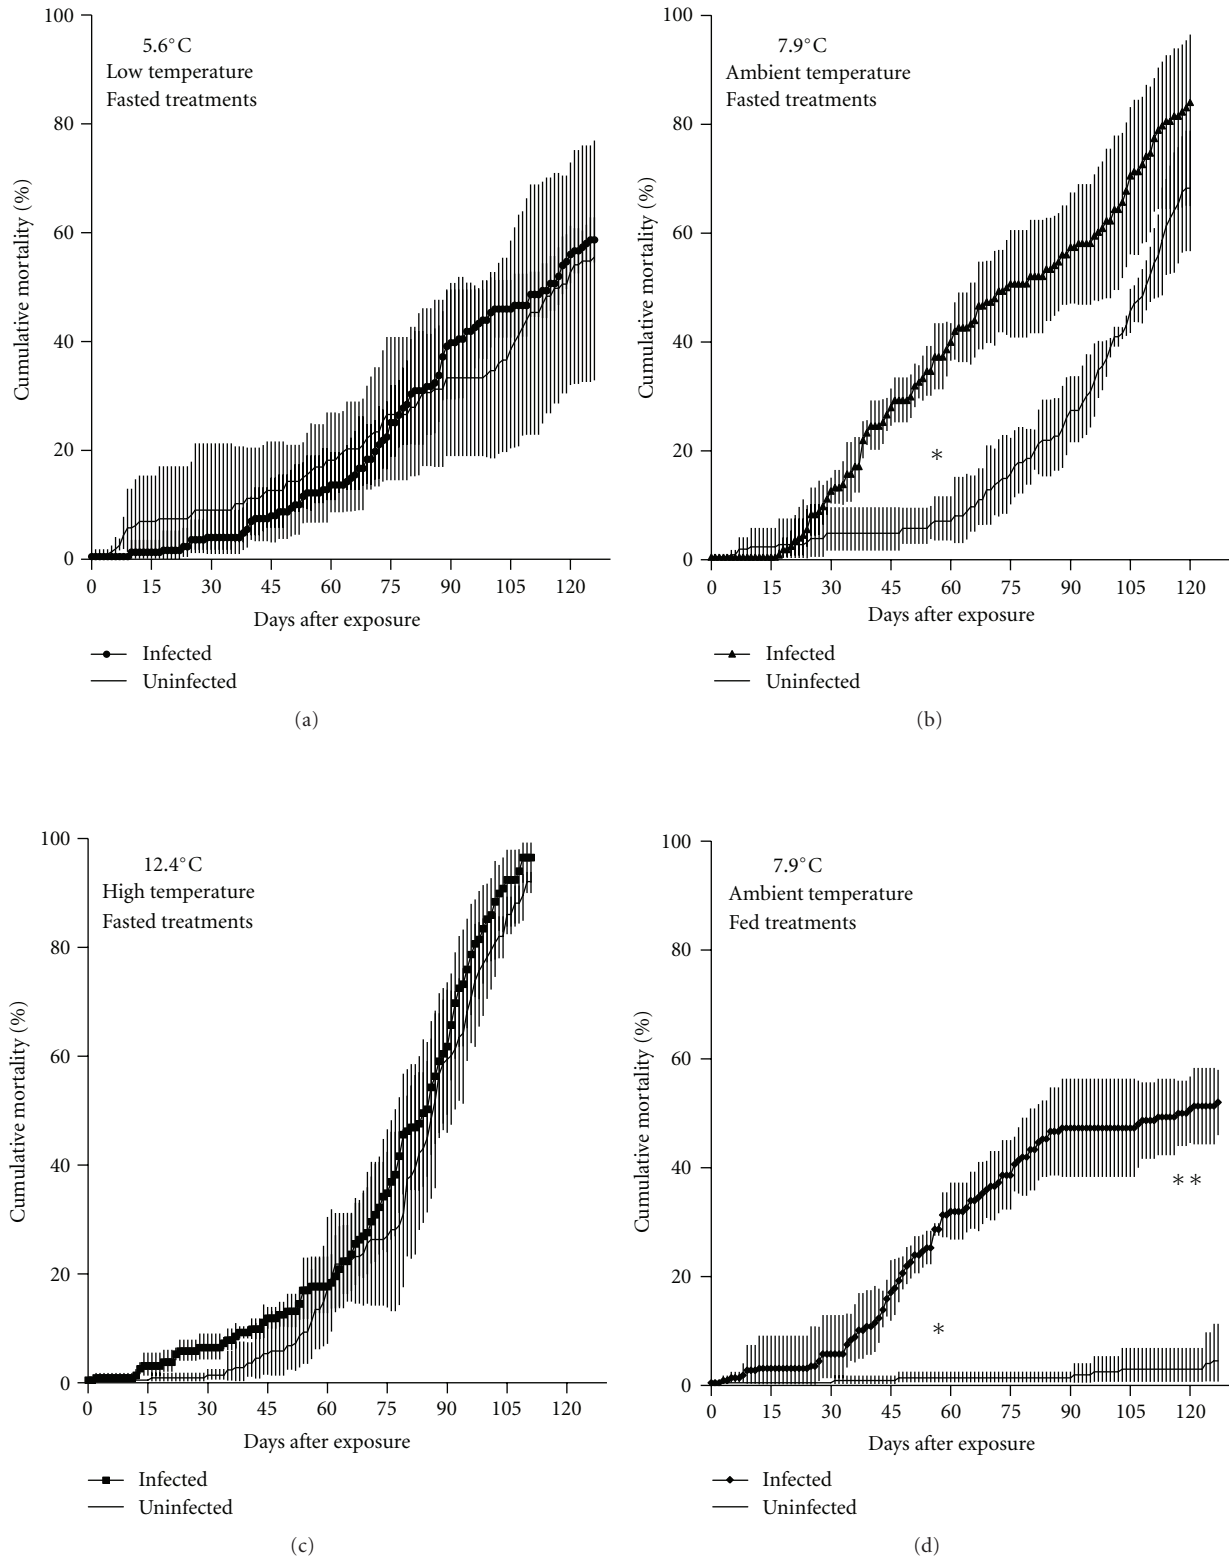 100
80
60
40
20
0
Cumulative mortality (%)
5.6°C
Low temperature
Fasted treatments
0 15 30 45 60 75 90 105 120
Days after exposure
Infected
Uninfected
(a)
100
80
60
40
20
0
Cumulative mortality (%)
7.9°C
Ambient temperature
Fasted treatments
*
0 15 30 45 60 75 90 105 120
Days after exposure
Infected
Uninfected
(b)
100
80
60
40
20
0
Cumulative mortality (%)
12.4°C
High temperature
Fasted treatments
0 15 30 45 60 75 90 105 120
Days after exposure
Infected
Uninfected
(c)
100
80
60
40
20
0
Cumulative mortality (%)
7.9°C
Ambient temperature
Fed treatments
**
*
0 15 30 45 60 75 90 105 120
Days after exposure
Infected
Uninfected
(d)